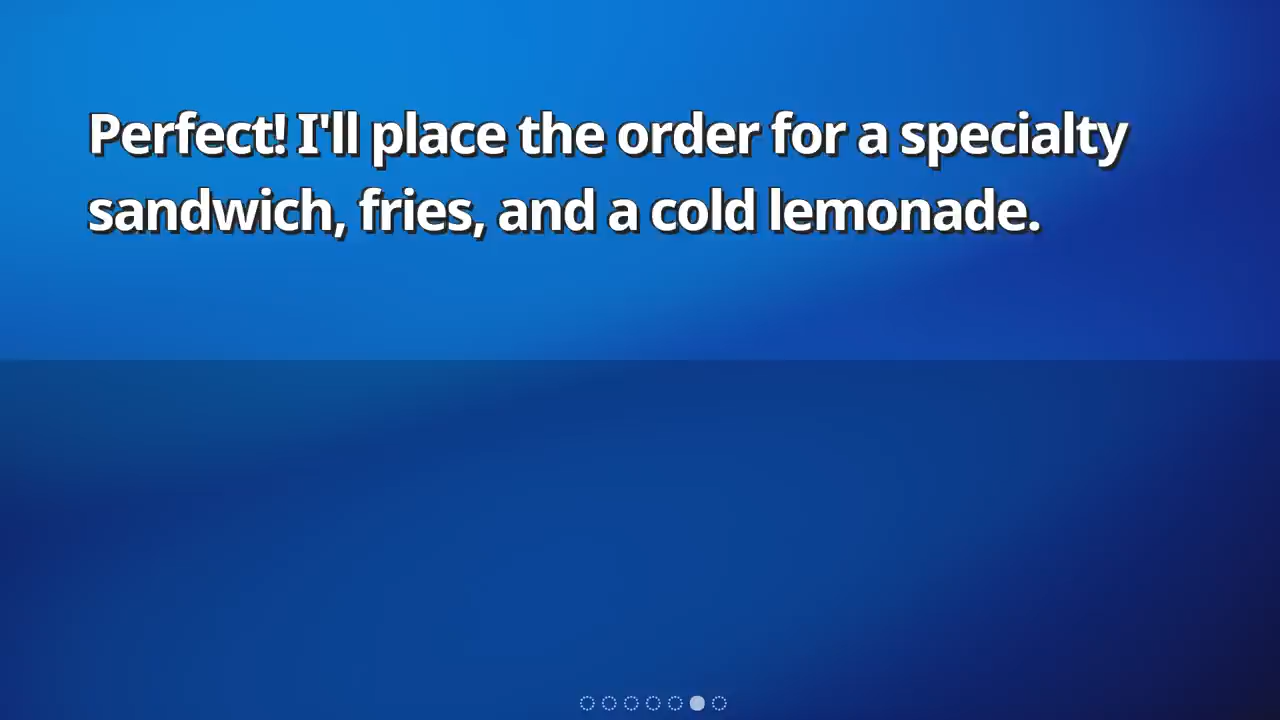 Perfect! I'll place the order for a specialty
sandwich, fries, and a cold lemonade.